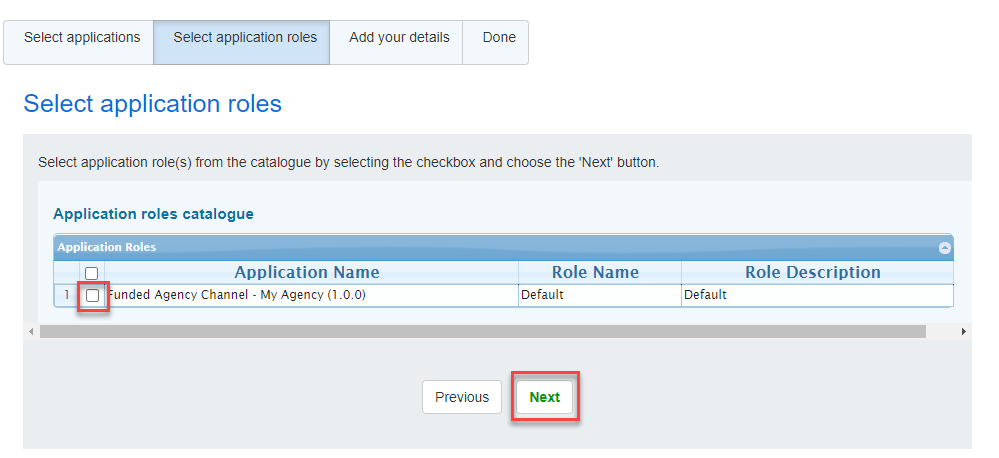 Select applications Select application roles Add your details Done
Select application roles
Select application role(s) from the catalogue by selecting the checkbox and choose the 'Next' button.
Application roles catalogue
Application Roles
Application Name Role Name Role Description
1 Funded Agency Channel - My Agency (1.0.0) Default Default
Previous Next